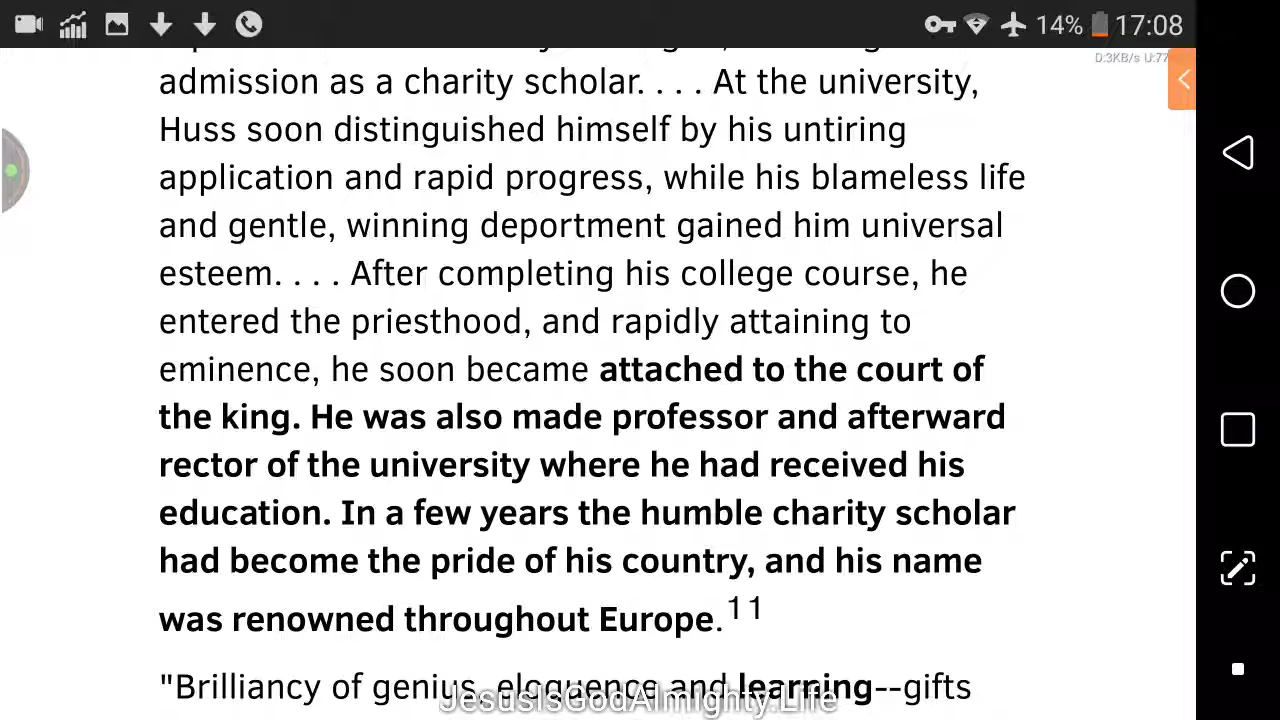 14% 17:08
admission as a charity scholar. . . . At the university,
Huss soon distinguished himself by his untiring
application and rapid progress, while his blameless life
and gentle, winning deportment gained him universal
esteem. . . . After completing his college course, he
entered the priesthood, and rapidly attaining to
eminence, he soon became attached to the court of
the king. He was also made professor and afterward
rector of the university where he had received his
education. In a few years the humble charity scholar
had become the pride of his country, and his name
was renowned throughout Europe.11
"Brilliancy of genius, eloquence and learning--gifts
JesusIsGodAlmighty.Life